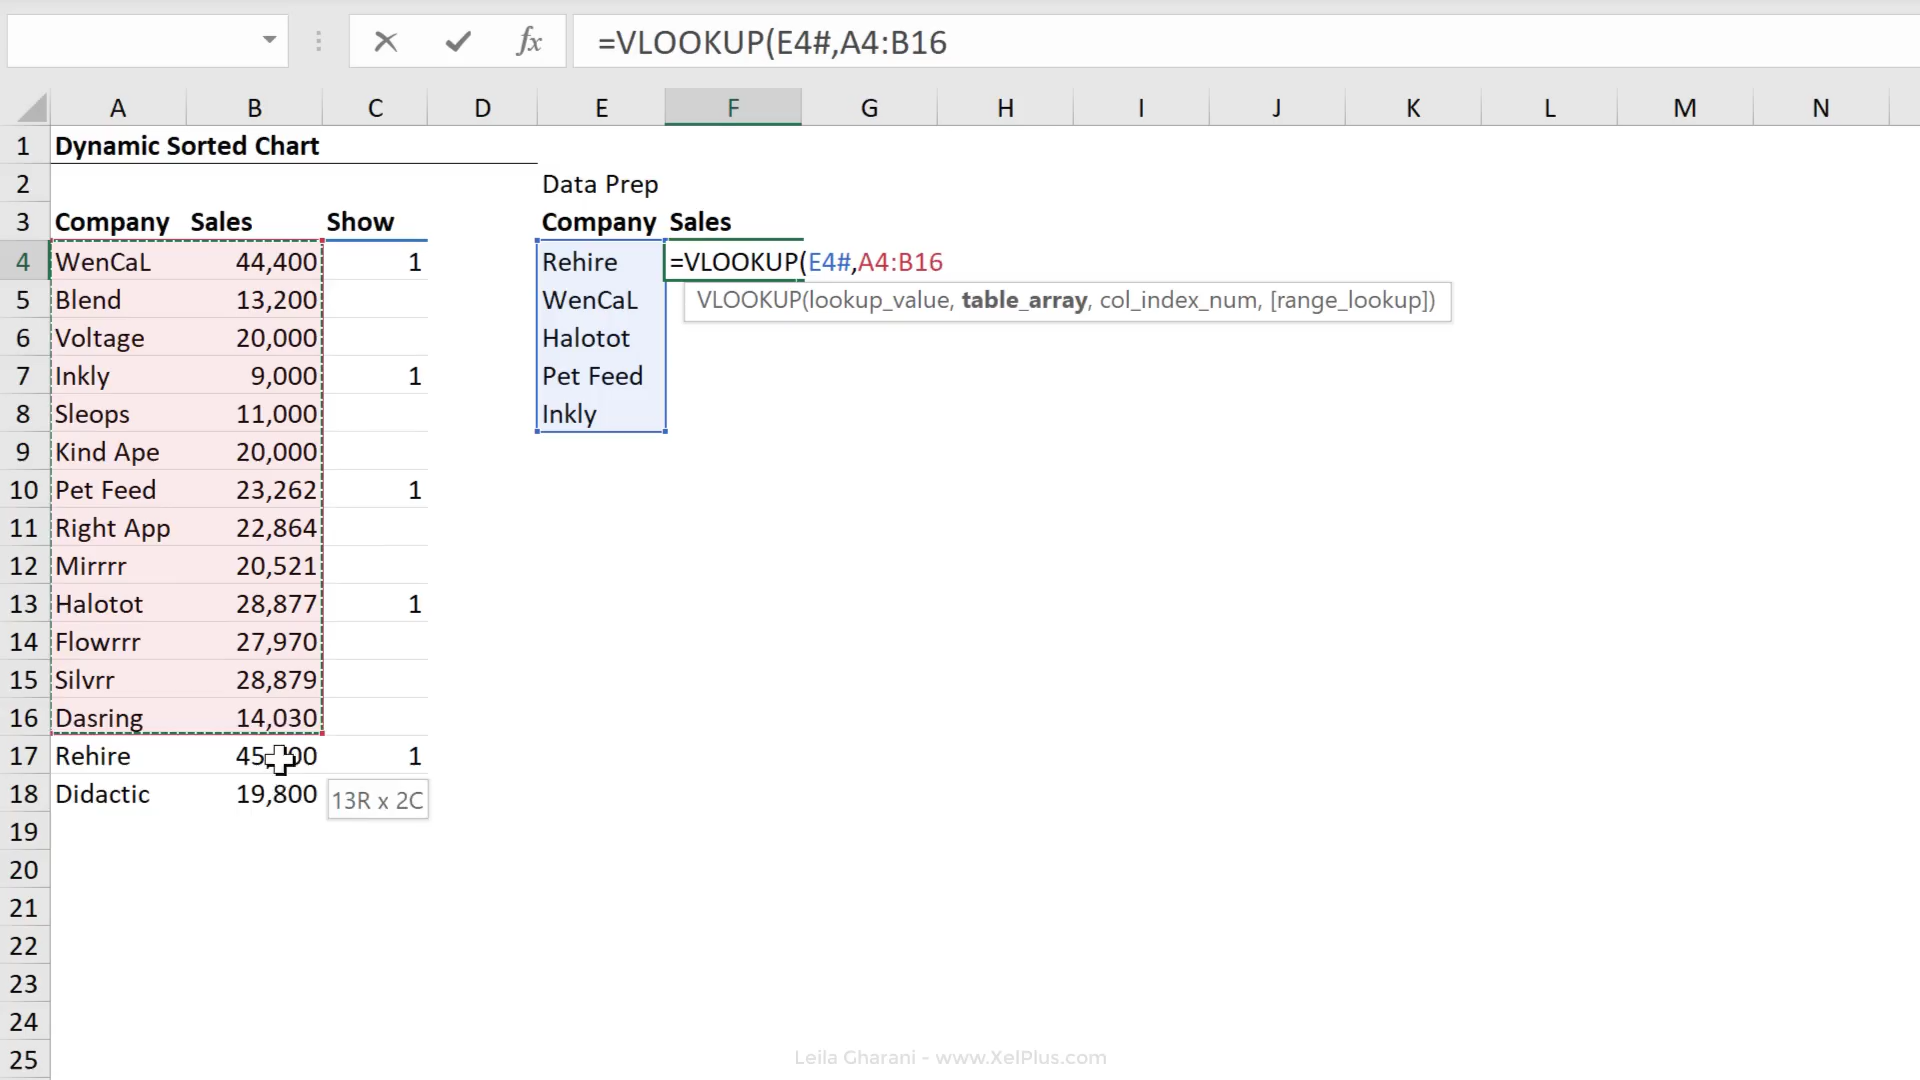 =VLOOKUP(E4#,A4:B16
A B C D E F G H I J K L M N
1 Dynamic Sorted Chart
2 Data Prep
3 Company Sales Show Company Sales
4 WenCaL 44,400 1 Rehire =VLOOKUP(E4#,A4:B16
5 Blend 13,200 WenCaL VLOOKUP(lookup_value, table_array, col_index_num, [range_lookup])
6 Voltage 20,000 Halotot
7 Inkly 9,000 1 Pet Feed
8 Sleops 11,000 Inkly
9 Kind Ape 20,000
10 Pet Feed 23,262 1
11 Right App 22,864
12 Mirrrr 20,521
13 Halotot 28,877 1
14 Flowrrr 27,970
15 Silvrr 28,879
16 Dasring 14,030
17 Rehire 1
18 Didactic 19,800 13R x 2C
19
20
21
22
23
24
25
Leila Gharani - www.XelPlus.com